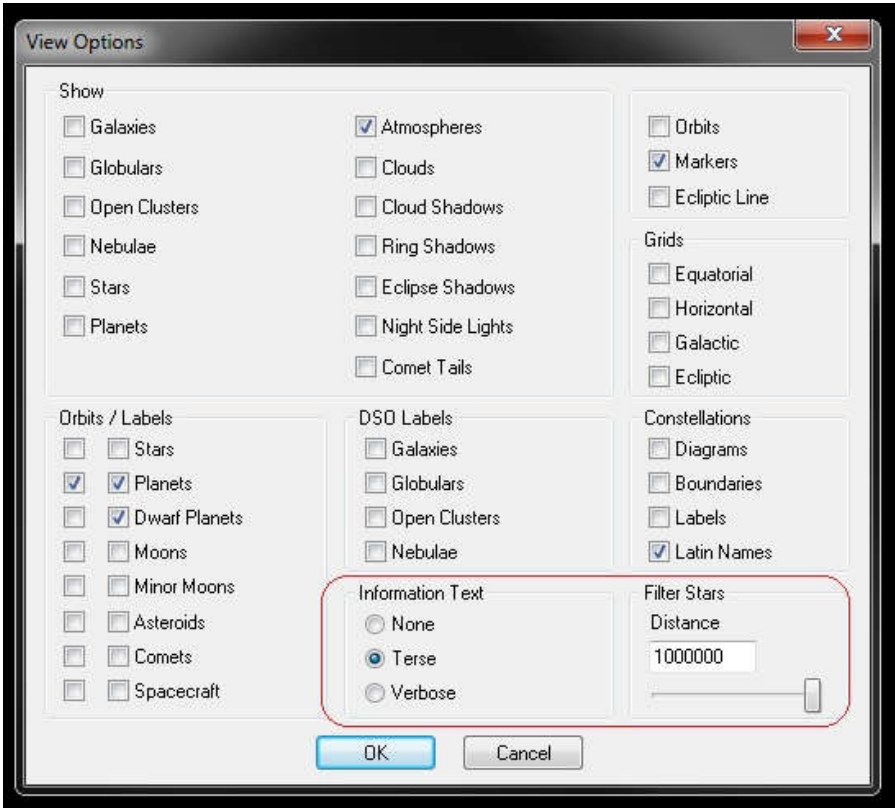 View Options
Show
Galaxies
Globulars
Open Clusters
Nebulae
Stars
Planets
Atmospheres
Clouds
Cloud Shadows
Ring Shadows
Eclipse Shadows
Night Side Lights
Comet Tails
Orbits
Markers
Ecliptic Line
Grids
Equatorial
Horizontal
Galactic
Ecliptic
Orbits / Labels
Stars
Planets
Dwarf Planets
Moons
Minor Moons
Asteroids
Comets
Spacecraft
DSO Labels
Galaxies
Globulars
Open Clusters
Nebulae
Constellations
Diagrams
Boundaries
Labels
Latin Names
Information Text
None
Terse
Verbose
Filter Stars
Distance
1000000
OK
Cancel